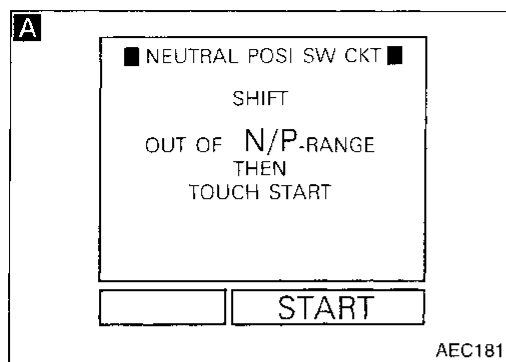 A
NEUTRAL POSI SW CKT
SHIFT
OUT OF N/P-RANGE
THEN
TOUCH START
START
AEC181